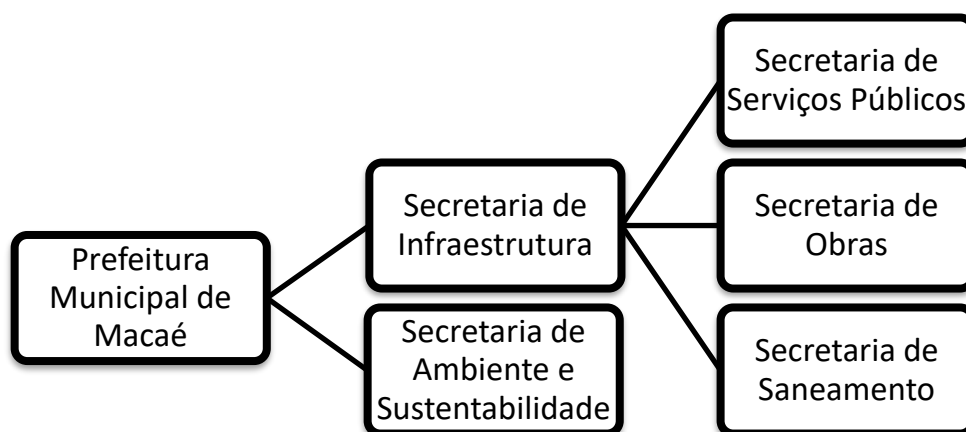 Prefeitura
Municipal de
Macaé
Secretaria de
Infraestrutura
Secretaria de
Ambiente e
Sustentabilidade
Secretaria de
Serviços Públicos
Secretaria de
Obras
Secretaria de
Saneamento